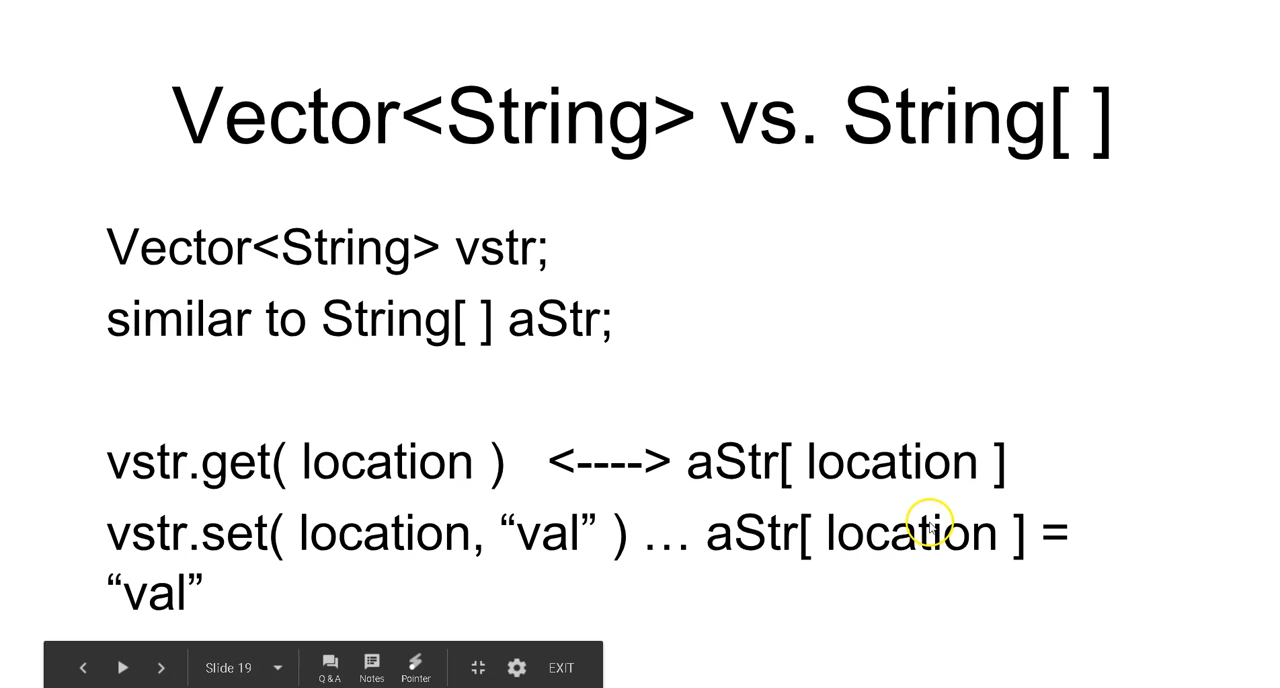 Vector<String> vs. String[ ]
Vector<String> vstr;
similar to String[ ] aStr;
vstr.get( location )   <----> aStr[ location ]
vstr.set( location, “val” ) … aStr[ location ] =
“val”
Slide 19
Q & A
Notes
Pointer
EXIT